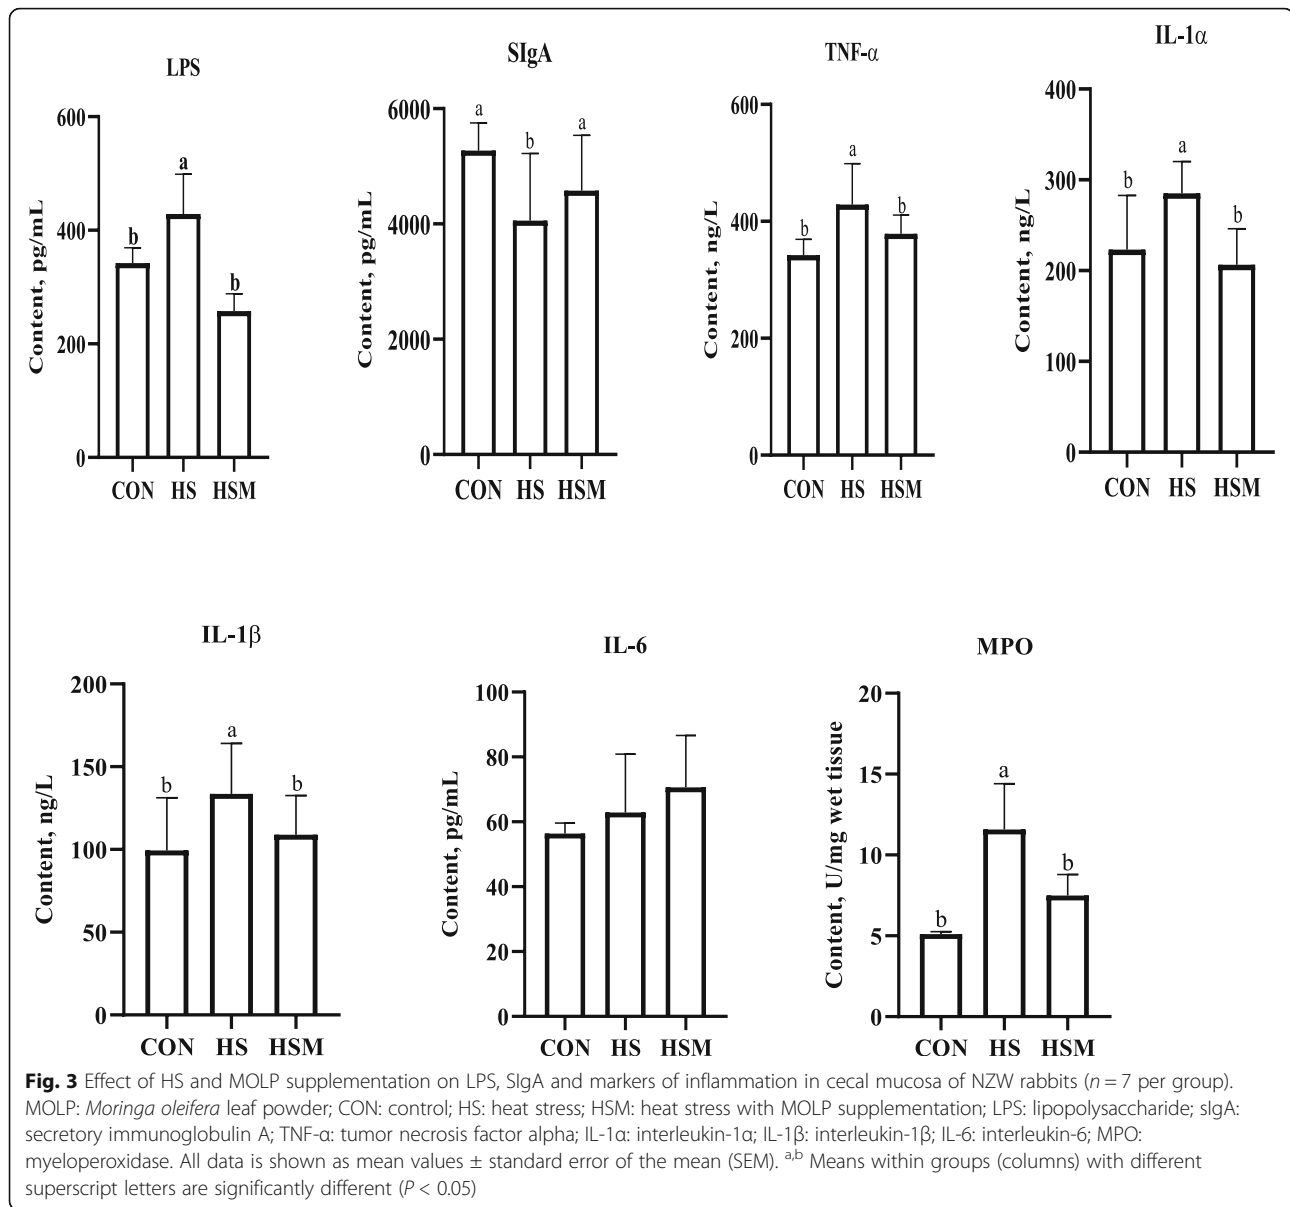 LPS
Content, pg/mL
600
400
200
0
b
a
b
CON HS HSM
SIgA
Content, pg/mL
6000
4000
2000
0
a
b
a
CON HS HSM
TNF-α
Content, ng/L
600
400
200
0
b
a
b
CON HS HSM
IL-1α
Content, ng/L
400
300
200
100
0
b
a
b
CON HS HSM
IL-1β
Content, ng/L
200
150
100
50
0
b
a
b
CON HS HSM
IL-6
Content, pg/mL
100
80
60
40
20
0
CON HS HSM
MPO
Content, U/mg wet tissue
20
15
10
5
0
b
a
b
CON HS HSM
Fig. 3 Effect of HS and MOLP supplementation on LPS, SIgA and markers of inflammation in cecal mucosa of NZW rabbits (n = 7 per group).
MOLP: Moringa oleifera leaf powder; CON: control; HS: heat stress; HSM: heat stress with MOLP supplementation; LPS: lipopolysaccharide; sIgA:
secretory immunoglobulin A; TNF-α: tumor necrosis factor alpha; IL-1α: interleukin-1α; IL-1β: interleukin-1β; IL-6: interleukin-6; MPO:
myeloperoxidase. All data is shown as mean values ± standard error of the mean (SEM). a,b Means within groups (columns) with different
superscript letters are significantly different (P < 0.05)